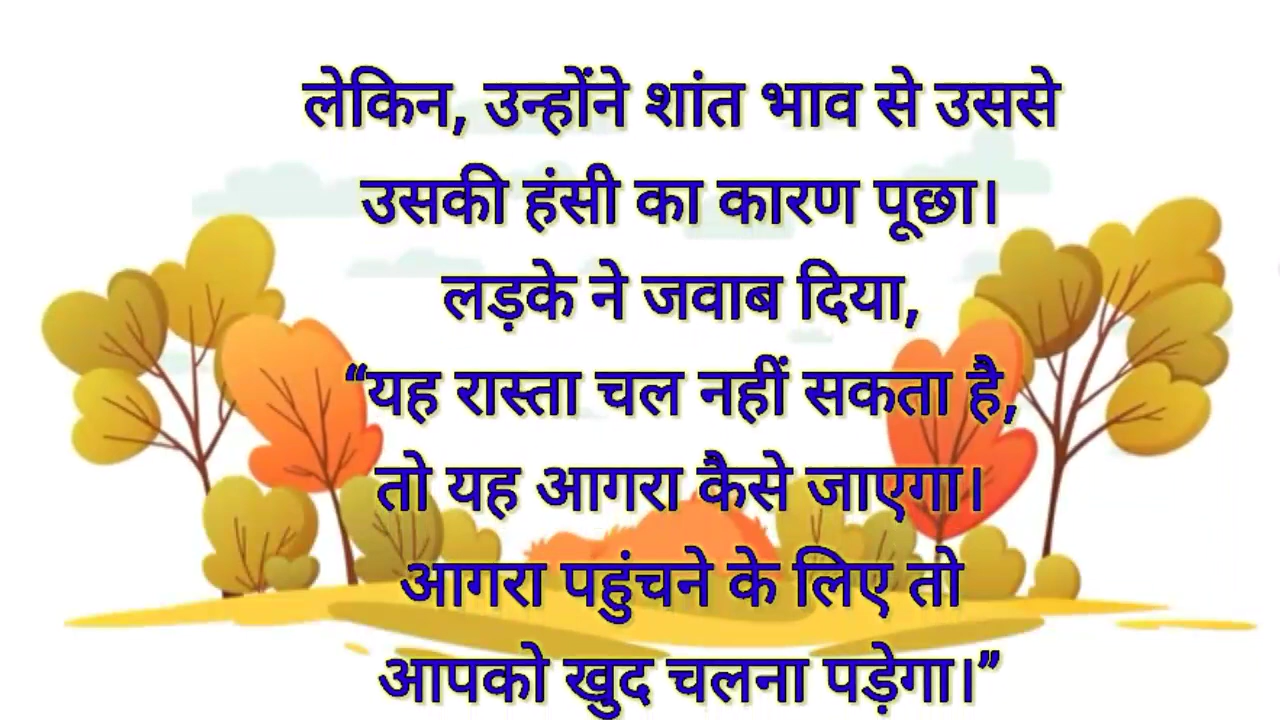 लेकिन, उन्होंने शांत भाव से उससे
उसकी हंसी का कारण पूछा।
लड़के ने जवाब दिया,
“यह रास्ता चल नहीं सकता है,
तो यह आगरा कैसे जाएगा।
आगरा पहुंचने के लिए तो
आपको खुद चलना पड़ेगा।”